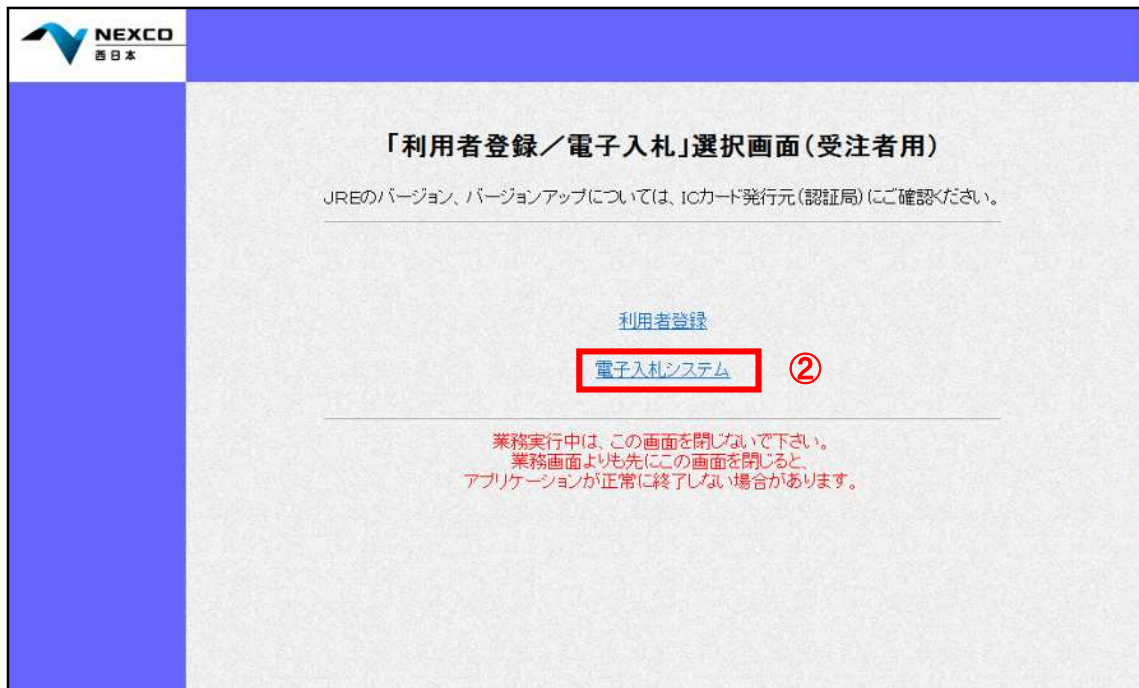 NEXCO
西日本
「利用者登録／電子入札」選択画面(受注者用)
JREのバージョン、バージョンアップについては、ICカード発行元(認証局)にご確認ください。
利用者登録
電子入札システム ②
業務実行中は、この画面を閉じないで下さい。
業務画面よりも先にこの画面を閉じると、
アプリケーションが正常に終了しない場合があります。